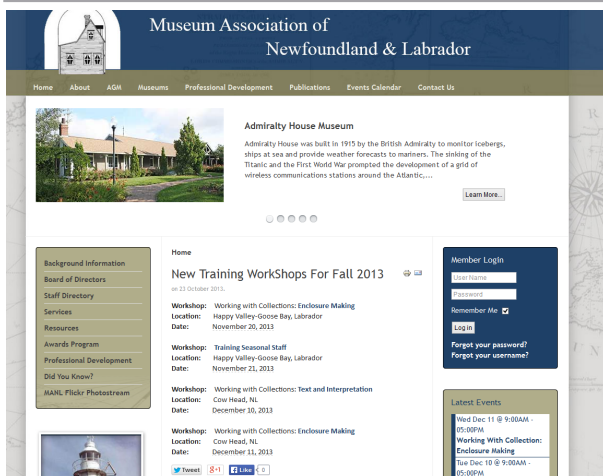 Museum Association of
Newfoundland & Labrador
Home About AGM Museums Professional Development Publications Events Calendar Contact Us
Admiralty House Museum
Admiralty House was built in 1915 by the British Admiralty to monitor icebergs,
ships at sea and provide weather forecasts to mariners. The sinking of the
Titanic and the First World War prompted the development of a grid of
wireless communications stations around the Atlantic,...
Learn More...
Background Information
Board of Directors
Staff Directory
Services
Resources
Awards Program
Professional Development
Did You Know?
MANL Flickr Photostream
Home
New Training WorkShops For Fall 2013
on 23 October 2013.
Workshop: Working with Collections: Enclosure Making
Location: Happy Valley-Goose Bay, Labrador
Date: November 20, 2013
Workshop: Training Seasonal Staff
Location: Happy Valley-Goose Bay, Labrador
Date: November 21, 2013
Workshop: Working with Collections: Text and Interpretation
Location: Cow Head, NL
Date: December 10, 2013
Workshop: Working with Collections: Enclosure Making
Location: Cow Head, NL
Date: December 11, 2013
Tweet +1 Like 0
Member Login
User Name
Password
Remember Me
Log in
Forgot your password?
Forgot your username?
Latest Events
Wed Dec 11 @ 9:00AM -
05:00PM
Working With Collection:
Enclosure Making
Tue Dec 10 @ 9:00AM -
05:00PM